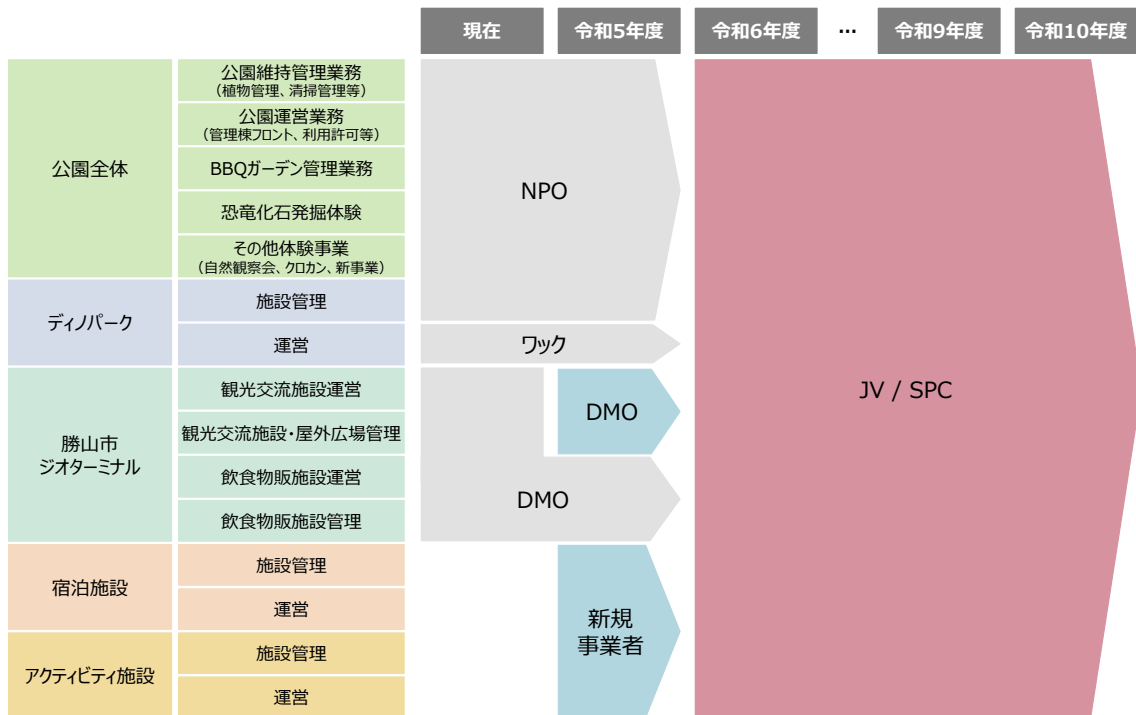 現在
令和5年度
令和6年度
…
令和9年度
令和10年度
公園全体
公園維持管理業務
（植物管理、清掃管理等）
公園運営業務
（管理棟フロント、利用許可等）
BBQガーデン管理業務
恐竜化石発掘体験
その他体験事業
（自然観察会、クロカン、新事業）
NPO
ディノパーク
施設管理
運営
ワック
勝山市
ジオターミナル
観光交流施設運営
観光交流施設・屋外広場管理
飲食物販施設運営
飲食物販施設管理
DMO
DMO
JV / SPC
宿泊施設
施設管理
運営
アクティビティ施設
施設管理
運営
新規
事業者